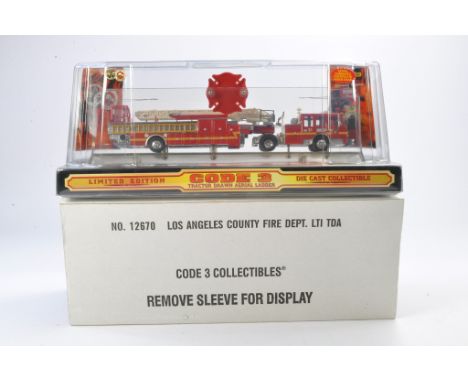 LIMITED EDITION
CODE 3
TRACTOR DRAWN AERIAL LADDER
DIE CAST COLLECTIBLE
NO. 12670 LOS ANGELES COUNTY FIRE DEPT. LTI TDA
CODE 3 COLLECTIBLES®
REMOVE SLEEVE FOR DISPLAY